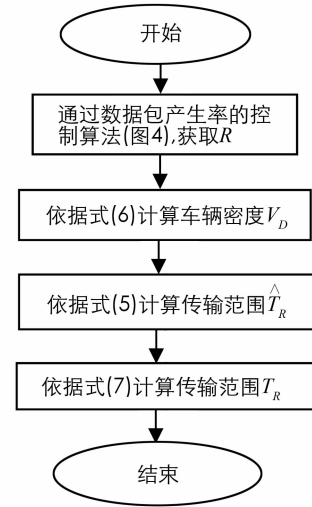 开始
通过数据包产生率的控
制算法(图4),获取R
依据式(6)计算车辆密度V_D
依据式(5)计算传输范围T̂_R
依据式(7)计算传输范围T_R
结束